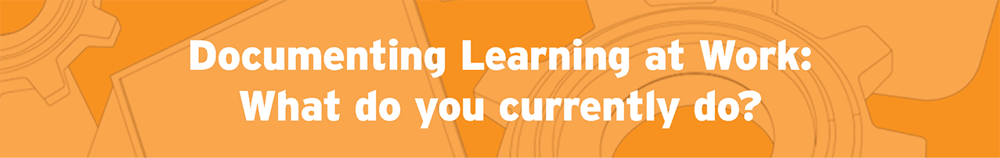 Documenting Learning at Work:
What do you currently do?